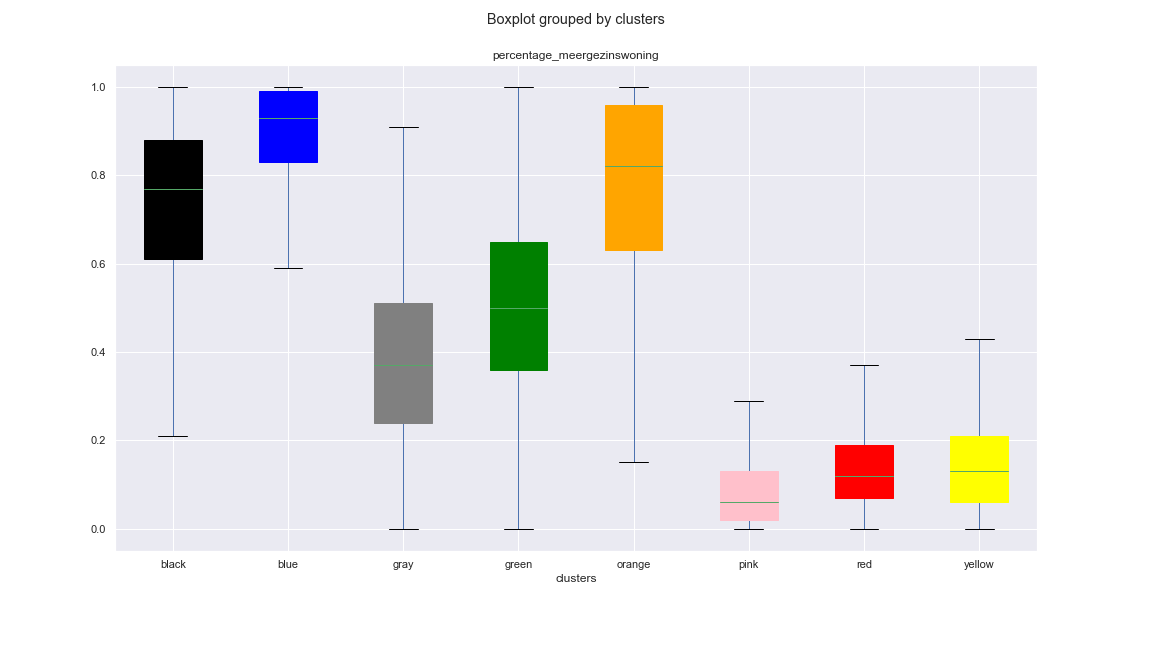 Boxplot grouped by clusters
percentage_meergezinswoning
1.0
0.8
0.6
0.4
0.2
0.0
black blue gray green orange pink red yellow
clusters